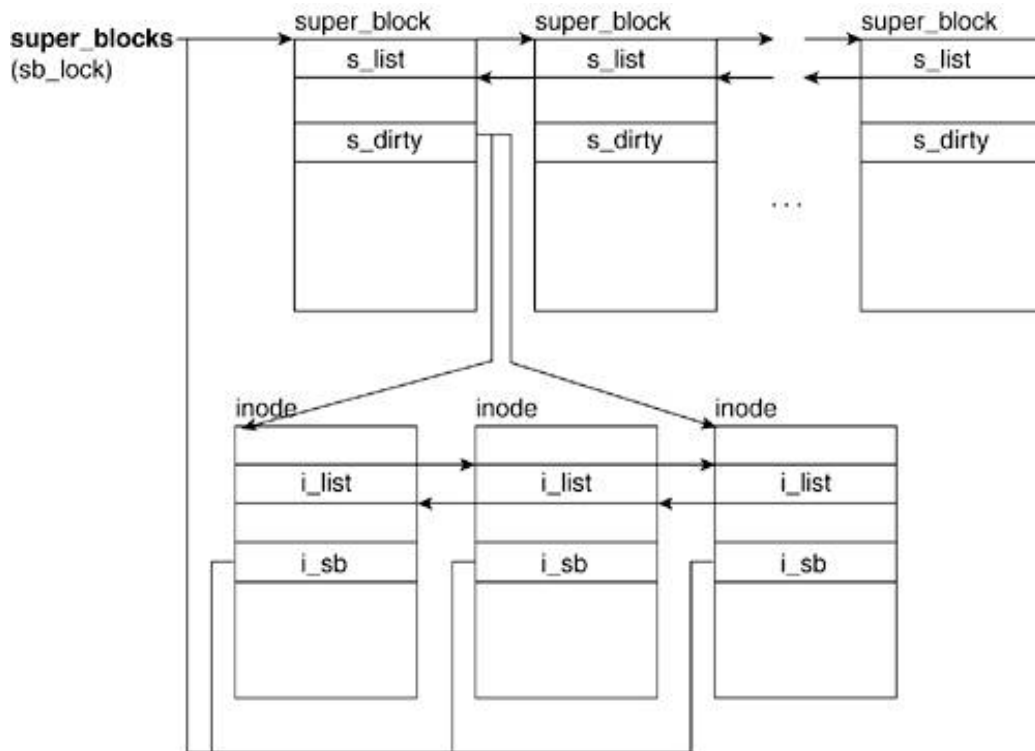 super_block super_block super_block
super_blocks
(sb_lock)
s_list s_list s_list
s_dirty s_dirty s_dirty
. . .
inode inode inode
i_list i_list i_list
i_sb i_sb i_sb